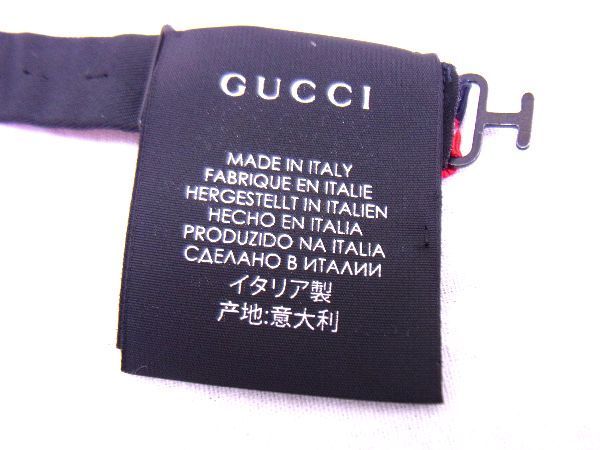 GUCCI
MADE IN ITALY
FABRIQUE EN ITALIE
HERGESTELLT IN ITALIEN
HECHO EN ITALIA
PRODUZIDO NA ITALIA
СДЕЛАНО В ИТАЛИИ
イタリア製
产地:意大利